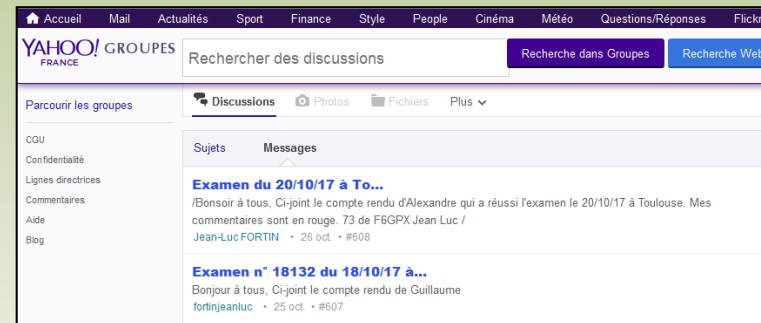 Accueil Mail Actualités Sport Finance Style People Cinéma Météo Questions/Réponses Flickr
YAHOO! GROUPES
FRANCE
Rechercher des discussions
Recherche dans Groupes
Recherche Web
Parcourir les groupes
Discussions Photos Fichiers Plus
CGU
Confidentialité
Lignes directrices
Commentaires
Aide
Blog
Sujets Messages
Examen du 20/10/17 à To...
/Bonsoir à tous, Ci-joint le compte rendu d'Alexandre qui a réussi l'examen le 20/10/17 à Toulouse. Mes
commentaires sont en rouge. 73 de F6GPX Jean Luc /
Jean-Luc FORTIN • 26 oct. • #608
Examen n° 18132 du 18/10/17 à...
Bonjour à tous, Ci-joint le compte rendu de Guillaume
fortinjeanluc • 25 oct. • #607